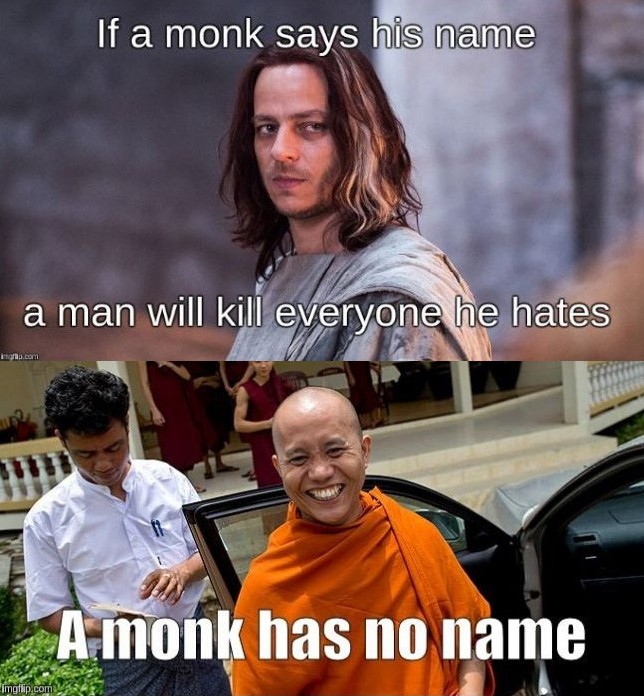 If a monk says his name
a man will kill everyone he hates
imgflip.com
A monk has no name
imgflip.com